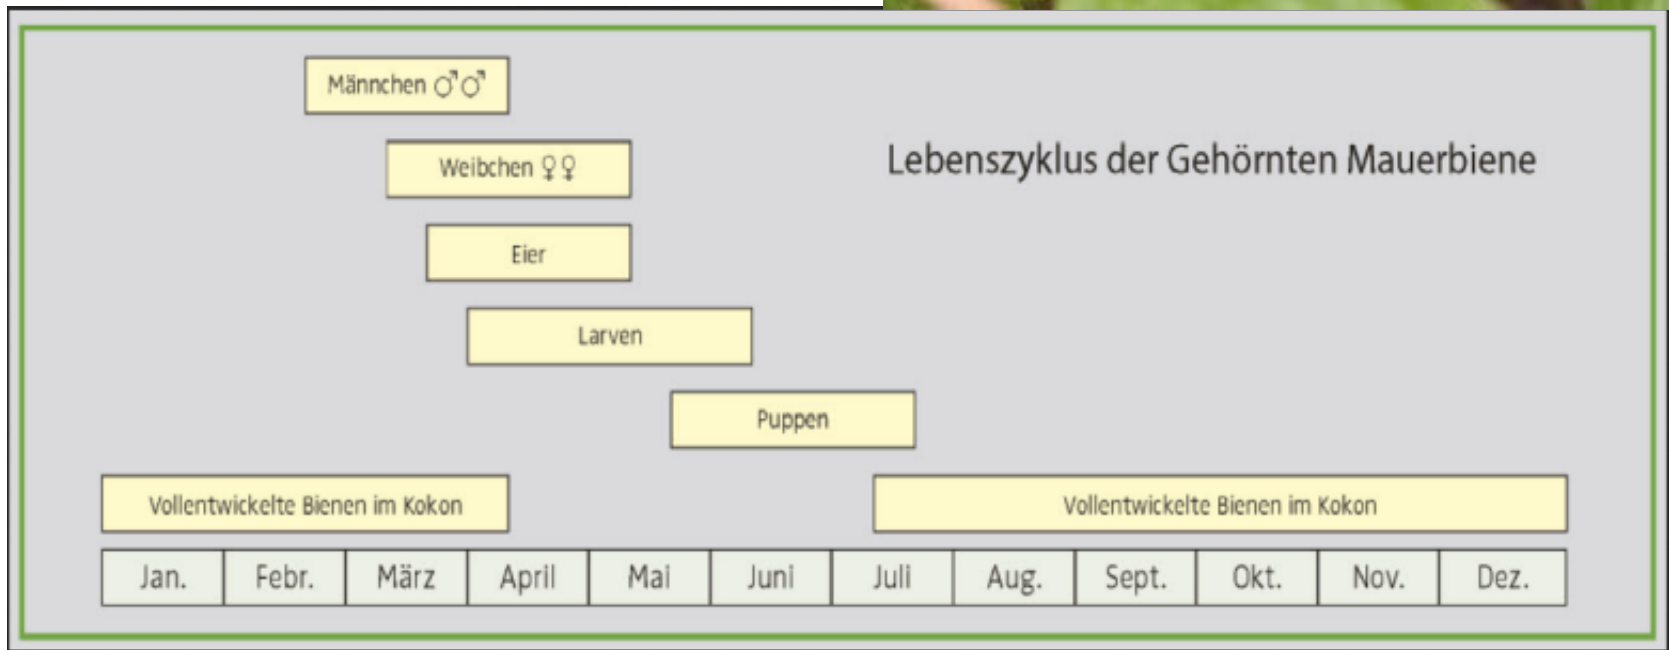 Männchen ♂♂
Weibchen ♀♀
Lebenszyklus der Gehörnten Mauerbiene
Eier
Larven
Puppen
Vollentwickelte Bienen im Kokon
Vollentwickelte Bienen im Kokon
Jan. Febr. März April Mai Juni Juli Aug. Sept. Okt. Nov. Dez.